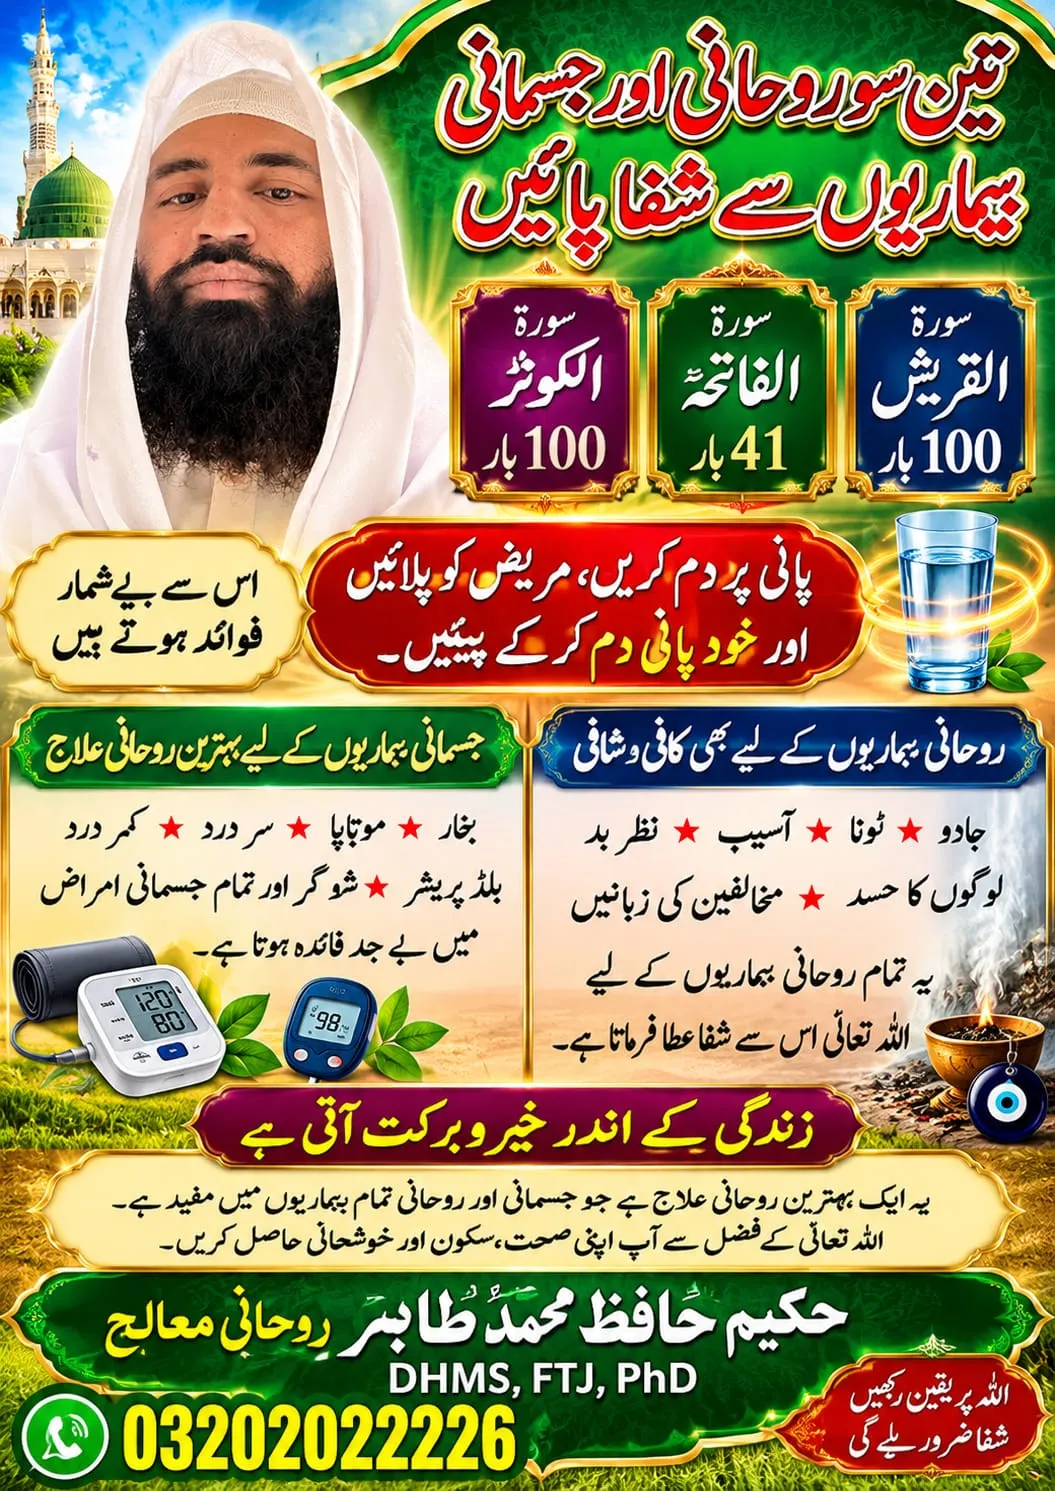 تین سو روحانی اور جسمانی
بیماریوں سے شفا پائیں
سورۃ
القریش
100 بار
سورۃ
الفاتحہ
41 بار
سورۃ
الکوثر
100 بار
پانی پر دم کریں، مریض کو پلائیں
اور خود پانی دم کر کے پیئیں۔
اس سے بےشمار
فوائد ہوتے ہیں
روحانی بیماریوں کے لیے بھی کافی و شافی
جادو ★ ٹونا ★ آسیب ★ نظر بد
لوگوں کا حسد ★ مخالفین کی زبانیں
یہ تمام روحانی بیماریوں کے لیے
اللہ تعالٰی اس سے شفا عطا فرماتا ہے۔
جسمانی بیماریوں کے لیے بہترین روحانی علاج
بخار ★ موٹاپا ★ سر درد ★ کمر درد
بلڈ پریشر ★ شوگر اور تمام جسمانی امراض
میں بے حد فائدہ ہوتا ہے۔
120
80
98
زندگی کے اندر خیر و برکت آتی ہے
یہ ایک بہترین روحانی علاج ہے جو جسمانی اور روحانی تمام بیماریوں میں مفید ہے۔
اللہ تعالٰی کے فضل سے آپ اپنی صحت، سکون اور خوشحالی حاصل کریں۔
حکیم حافظ محمد طاہر روحانی معالج
DHMS, FTJ, PhD
03202022226
اللہ پر یقین رکھیں
شفا ضرور ملے گی